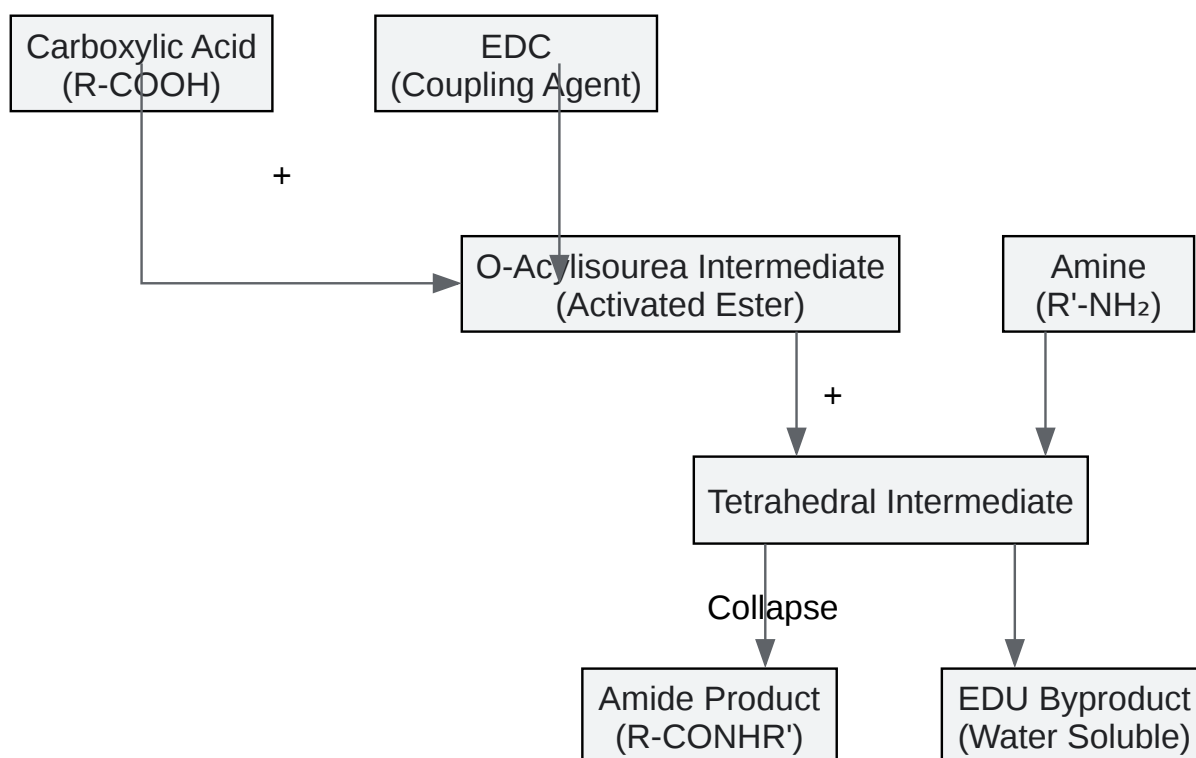 Carboxylic Acid
(R-COOH)
EDC
(Coupling Agent)
+
O-Acylisourea Intermediate
(Activated Ester)
Amine
(R'-NH₂)
+
Tetrahedral Intermediate
Collapse
Amide Product
(R-CONHR')
EDU Byproduct
(Water Soluble)